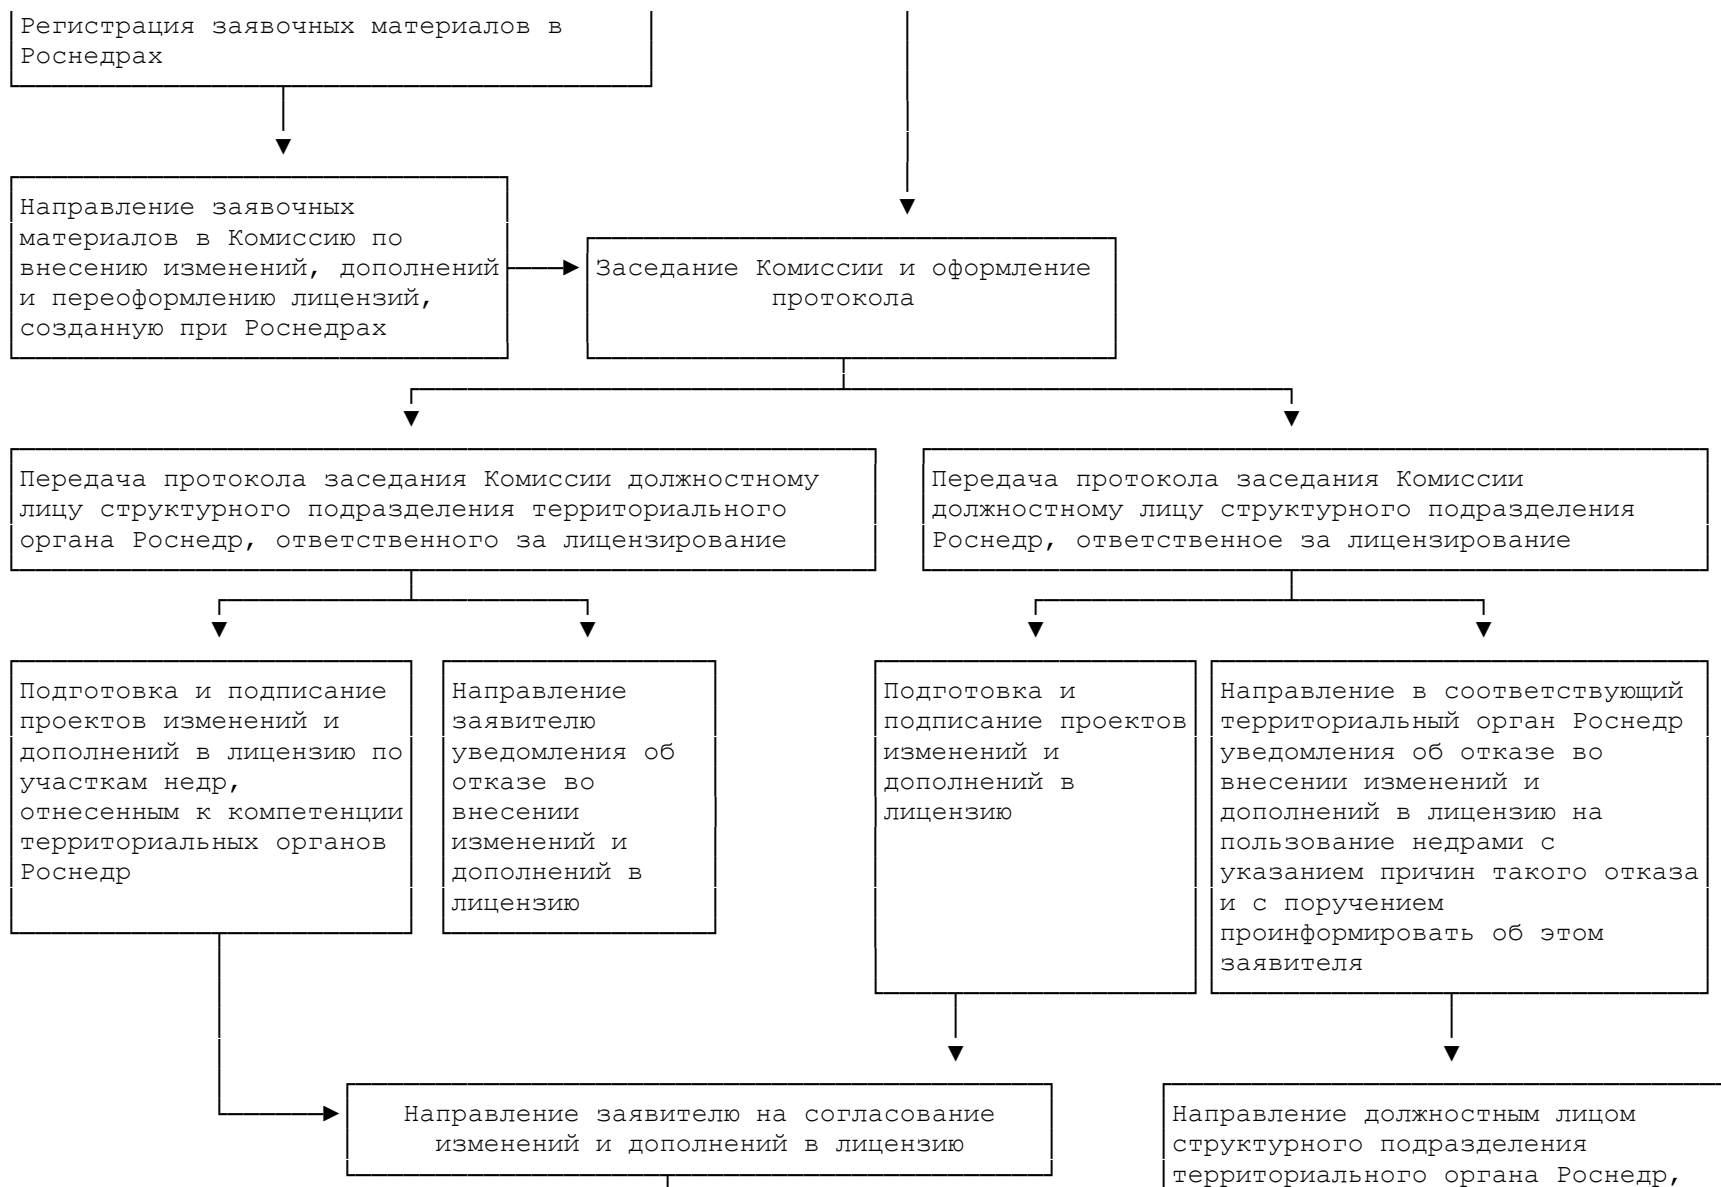 Регистрация заявочных материалов в
Роснедрах
Направление заявочных
материалов в Комиссию по
внесению изменений, дополнений
и переоформлению лицензий,
созданную при Роснедрах
Заседание Комиссии и оформление
протокола
Передача протокола заседания Комиссии должностному
лицу структурного подразделения территориального
органа Роснедр, ответственного за лицензирование
Передача протокола заседания Комиссии
должностному лицу структурного подразделения
Роснедр, ответственное за лицензирование
Подготовка и подписание
проектов изменений и
дополнений в лицензию по
участкам недр,
отнесенным к компетенции
территориальных органов
Роснедр
Направление
заявителю
уведомления об
отказе во
внесении
изменений и
дополнений в
лицензию
Подготовка и
подписание проектов
изменений и
дополнений в
лицензию
Направление в соответствующий
территориальный орган Роснедр
уведомления об отказе во
внесении изменений и
дополнений в лицензию на
пользование недрами с
указанием причин такого отказа
и с поручением
проинформировать об этом
заявителя
Направление заявителю на согласование
изменений и дополнений в лицензию
Направление должностным лицом
структурного подразделения
территориального органа Роснедр,